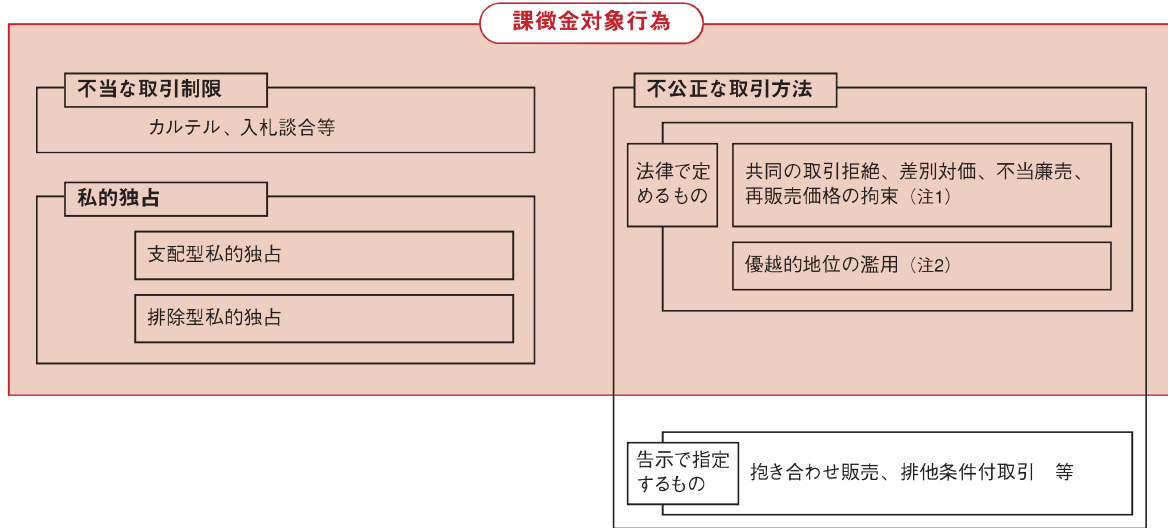 課徴金対象行為
不当な取引制限
カルテル、入札談合等
私的独占
支配型私的独占
排除型私的独占
不公正な取引方法
法律で定
めるもの
共同の取引拒絶、差別対価、不当廉売、
再販売価格の拘束（注1）
優越的地位の濫用（注2）
告示で指定
するもの
抱き合わせ販売、排他条件付取引　等